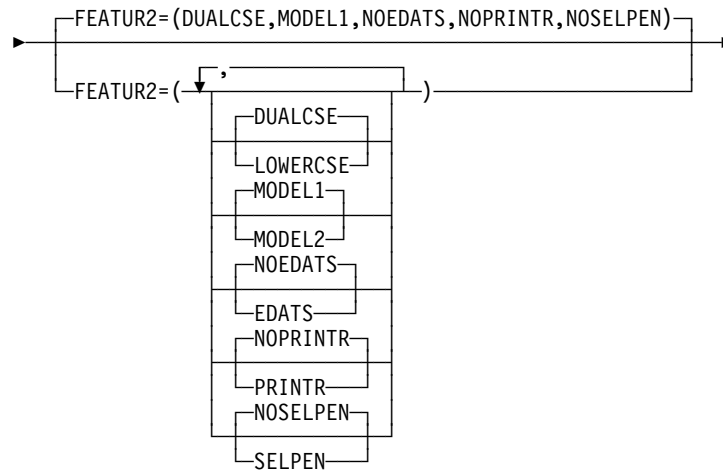 FEATUR2=(DUALCSE,MODEL1,NOEDATS,NOPRINTR,NOSELPEN)
,
FEATUR2=( )
DUALCSE
LOWERCSE
MODEL1
MODEL2
NOEDATS
EDATS
NOPRINTR
PRINTR
NOSELPEN
SELPEN